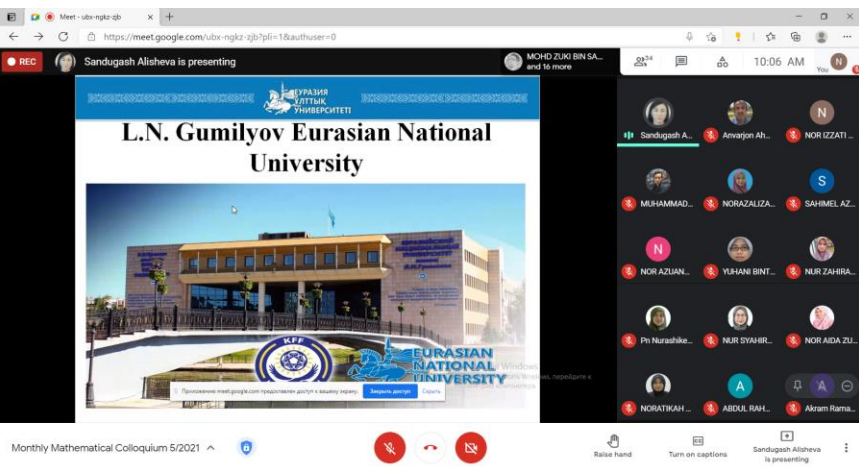 Meet - ubx-ngkz-zjb
https://meet.google.com/ubx-ngkz-zjb?pli=1&authuser=0
REC
Sandugash Alisheva is presenting
MOHD ZUKI BIN SA...
and 16 more
34
10:06 AM
You
N
ЕУРАЗИЯ
ҰЛТТЫҚ
УНИВЕРСИТЕТІ
L.N. Gumilyov Eurasian National
University
KFF
EURASIAN
NATIONAL
UNIVERSITY
Приложение meet.google.com предоставлен доступ к вашему экрану.
Закрыть доступ
Скрыть
Sandugash A...
Anvarjon Ah...
N
NOR IZZATI ...
MUHAMMAD...
NORAZALIZA...
S
SAHIMEL AZ...
N
NOR AZUAN...
YUHANI BINT...
NUR ZAHIRA...
Pn Nurashike...
NUR SYAHIR...
NOR AIDA ZU...
NORATIKAH ...
A
ABDUL RAH...
A
Akram Rama...
Monthly Mathematical Colloquium 5/2021
Raise hand
Turn on captions
Sandugash Alisheva
is presenting